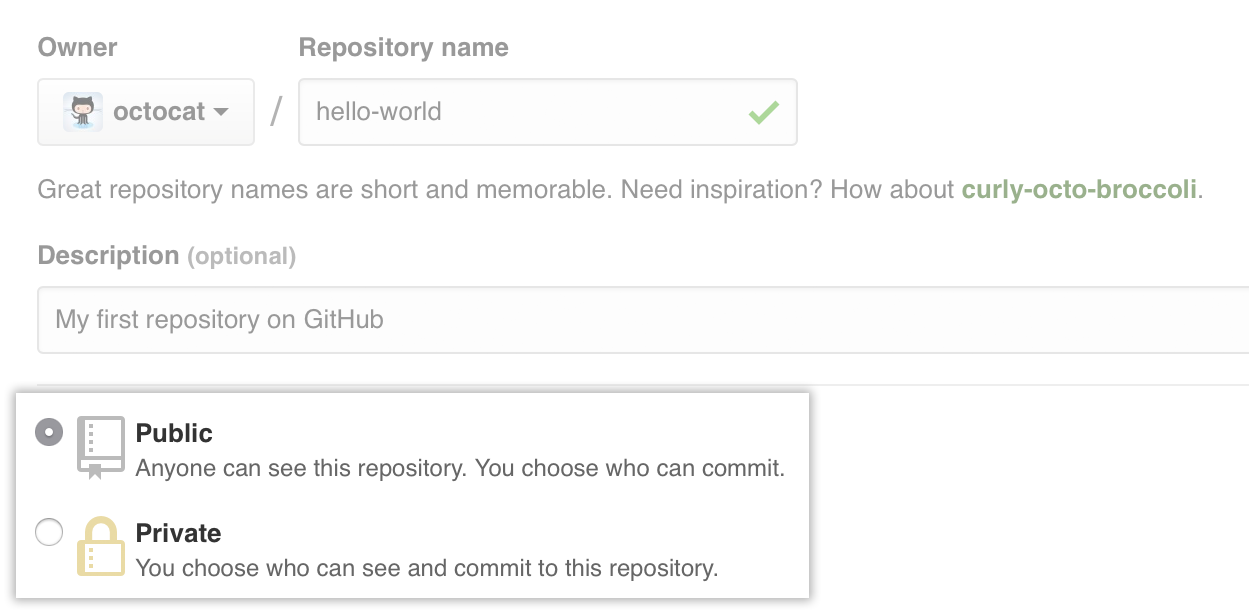 Owner Repository name
octocat / hello-world
Great repository names are short and memorable. Need inspiration? How about curly-octo-broccoli.
Description (optional)
My first repository on GitHub
Public
Anyone can see this repository. You choose who can commit.
Private
You choose who can see and commit to this repository.